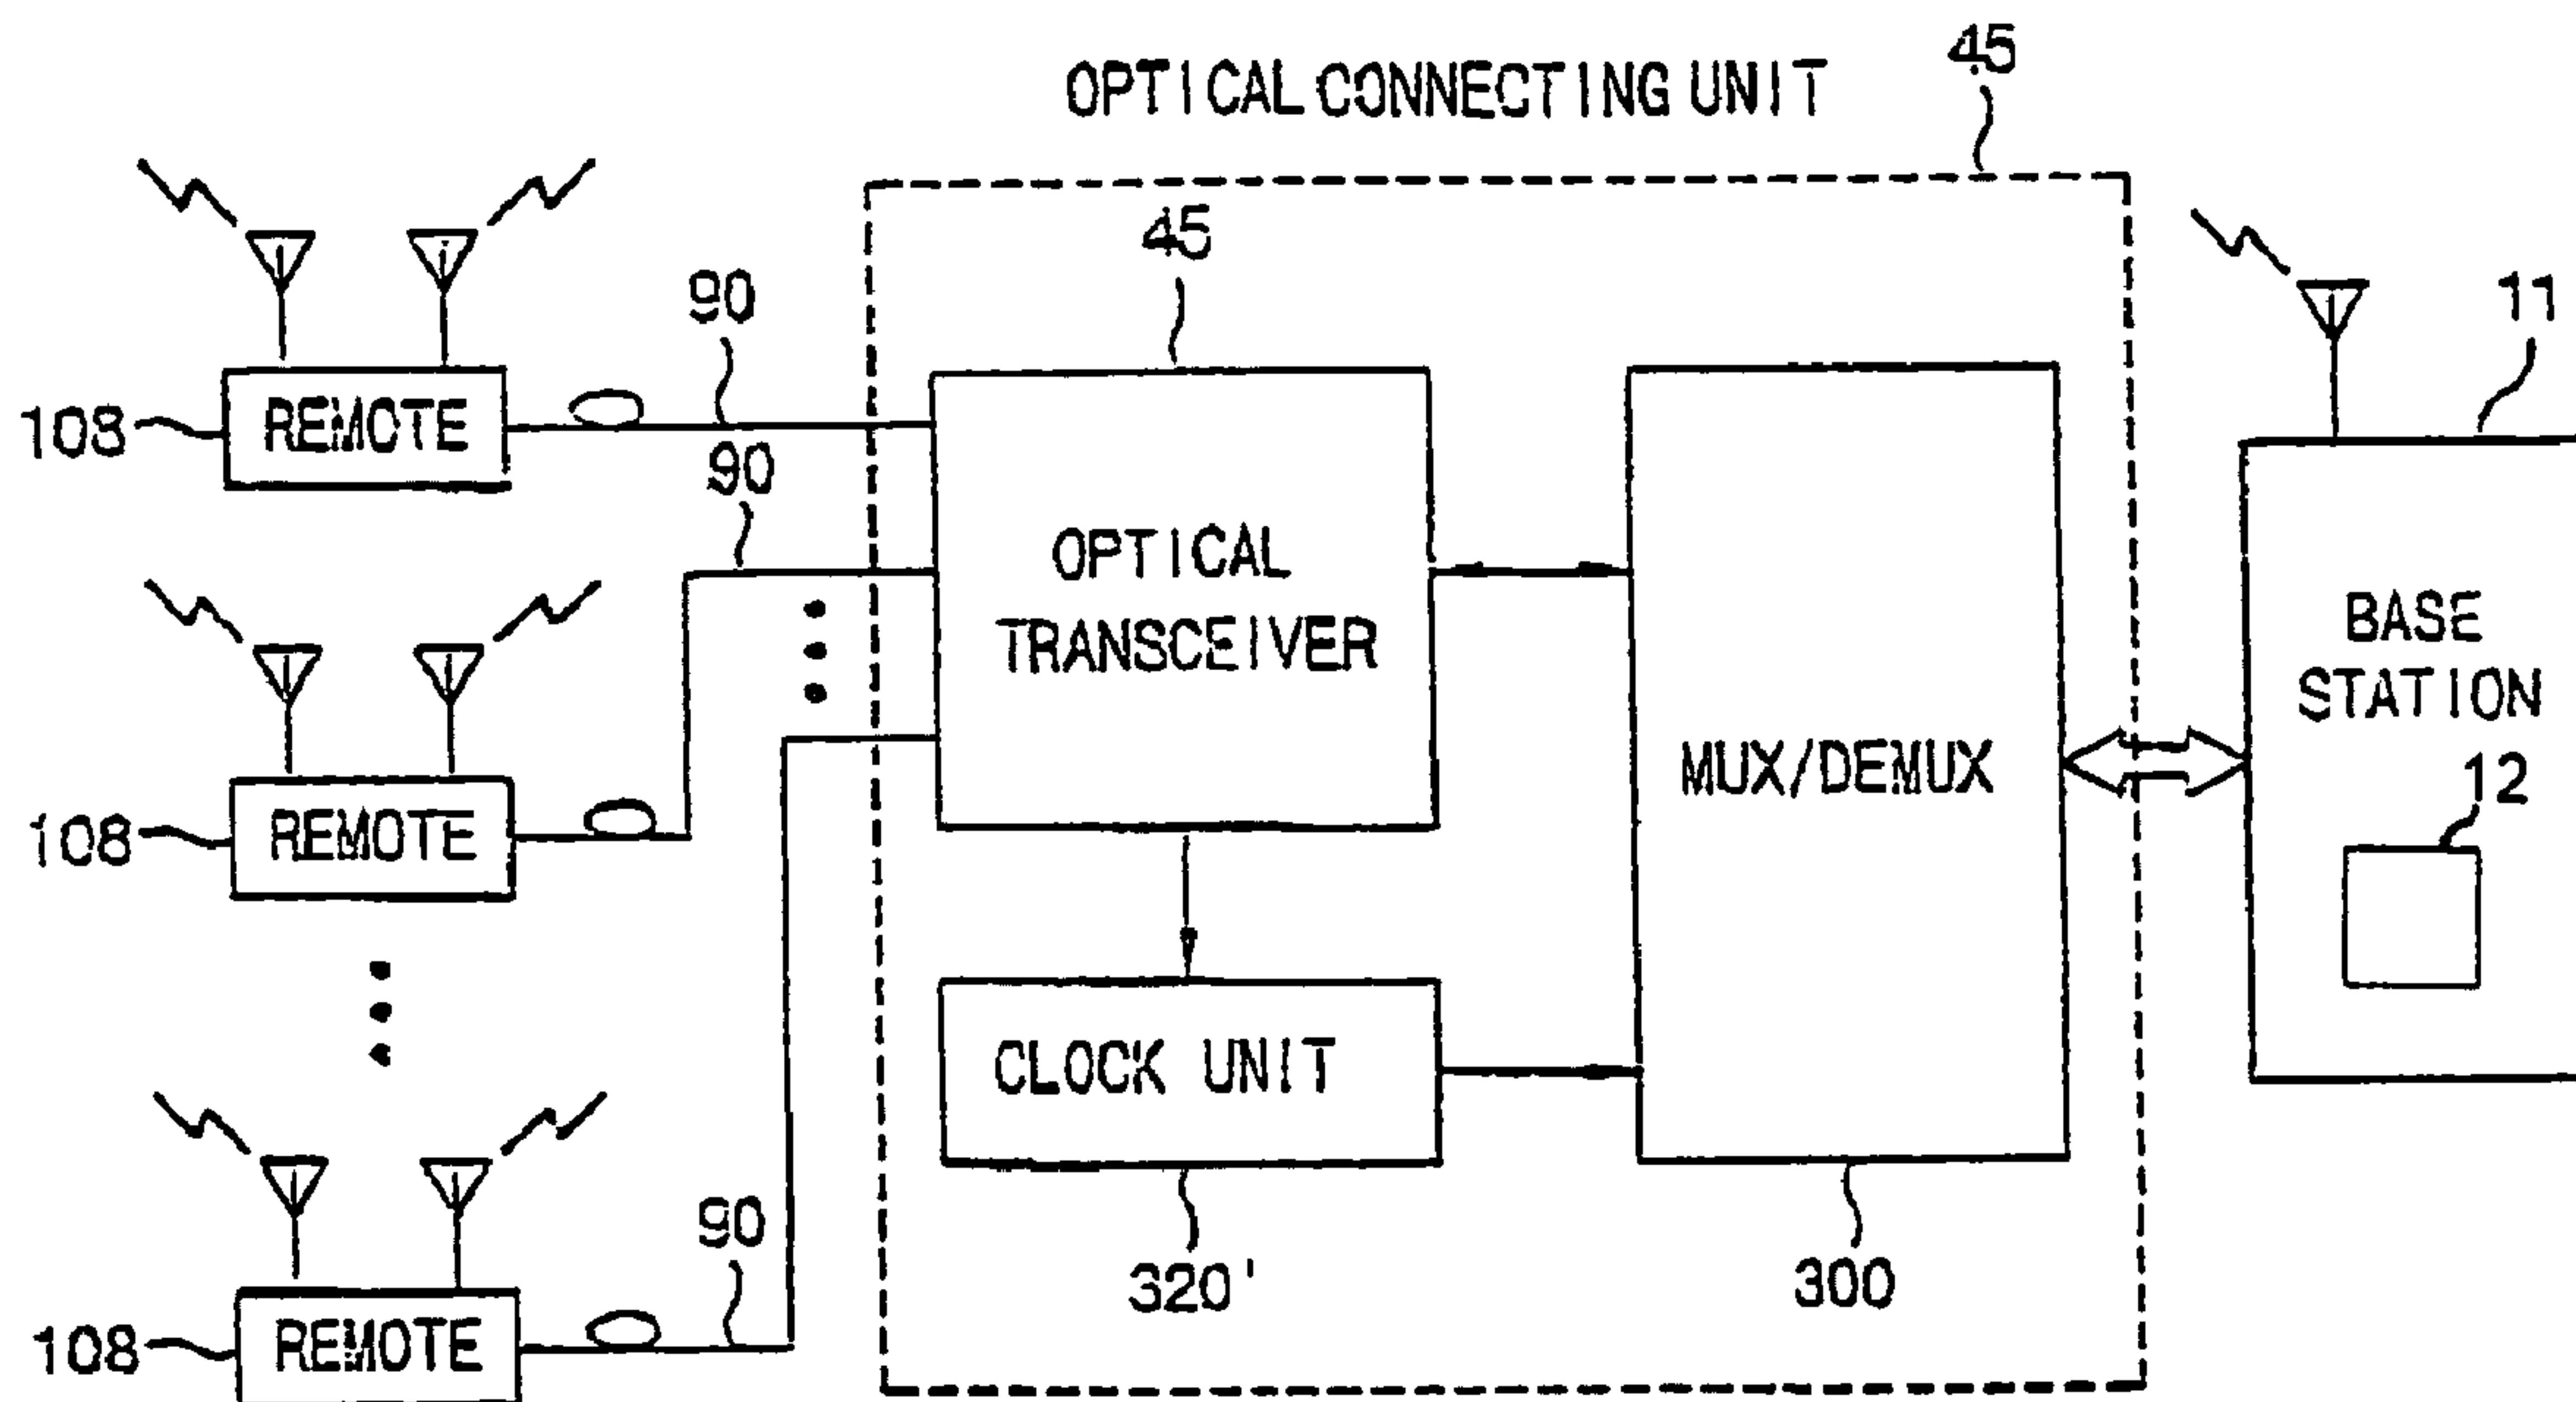 OPTICAL CONNECTING UNIT
45
45
90
11
108
REMOTE
90
OPTICAL
TRANSCEIVER
BASE
STATION
MUX/DEMUX
12
108
REMOTE
CLOCK UNIT
90
320'
300
108
REMOTE